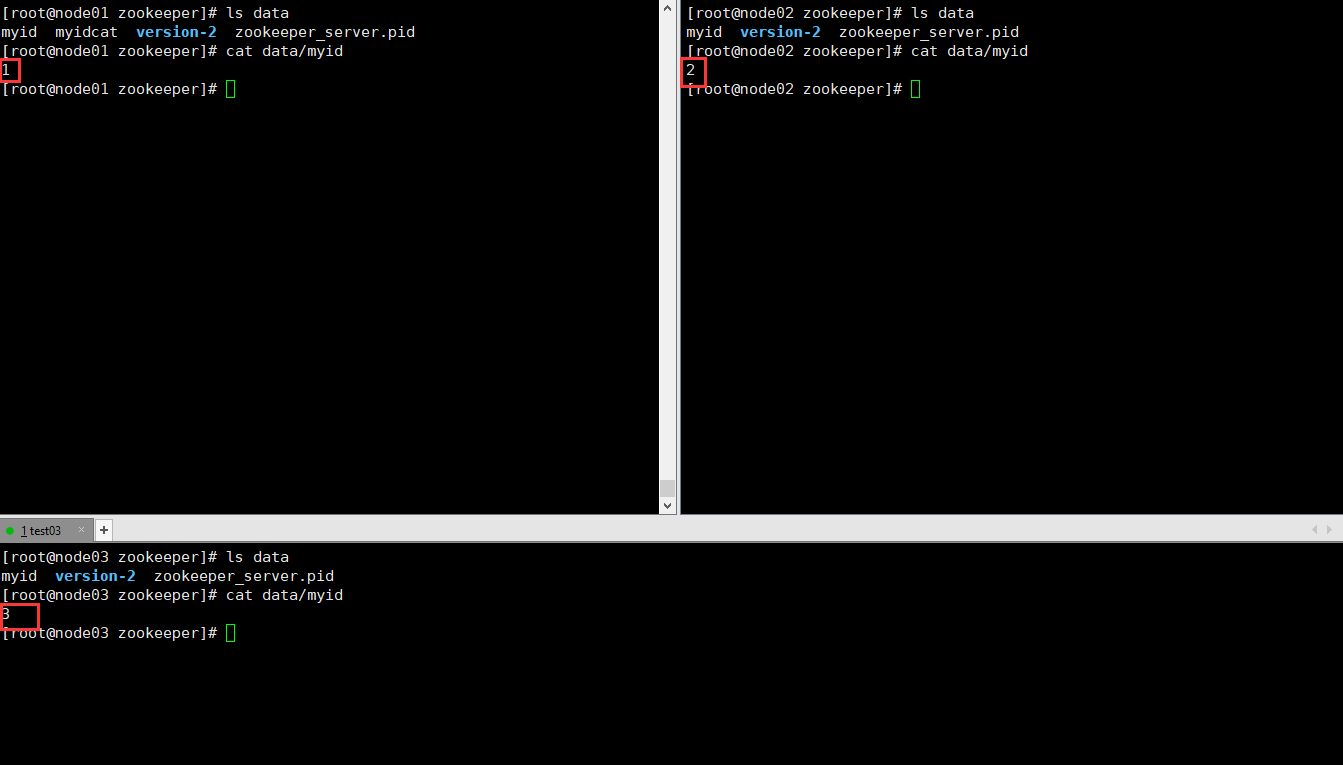 [root@node01 zookeeper]# ls data
myid  myidcat  version-2  zookeeper_server.pid
[root@node01 zookeeper]# cat data/myid
1
[root@node01 zookeeper]#
[root@node02 zookeeper]# ls data
myid  version-2  zookeeper_server.pid
[root@node02 zookeeper]# cat data/myid
2
[root@node02 zookeeper]#
1 test03 × +
[root@node03 zookeeper]# ls data
myid  version-2  zookeeper_server.pid
[root@node03 zookeeper]# cat data/myid
3
[root@node03 zookeeper]#